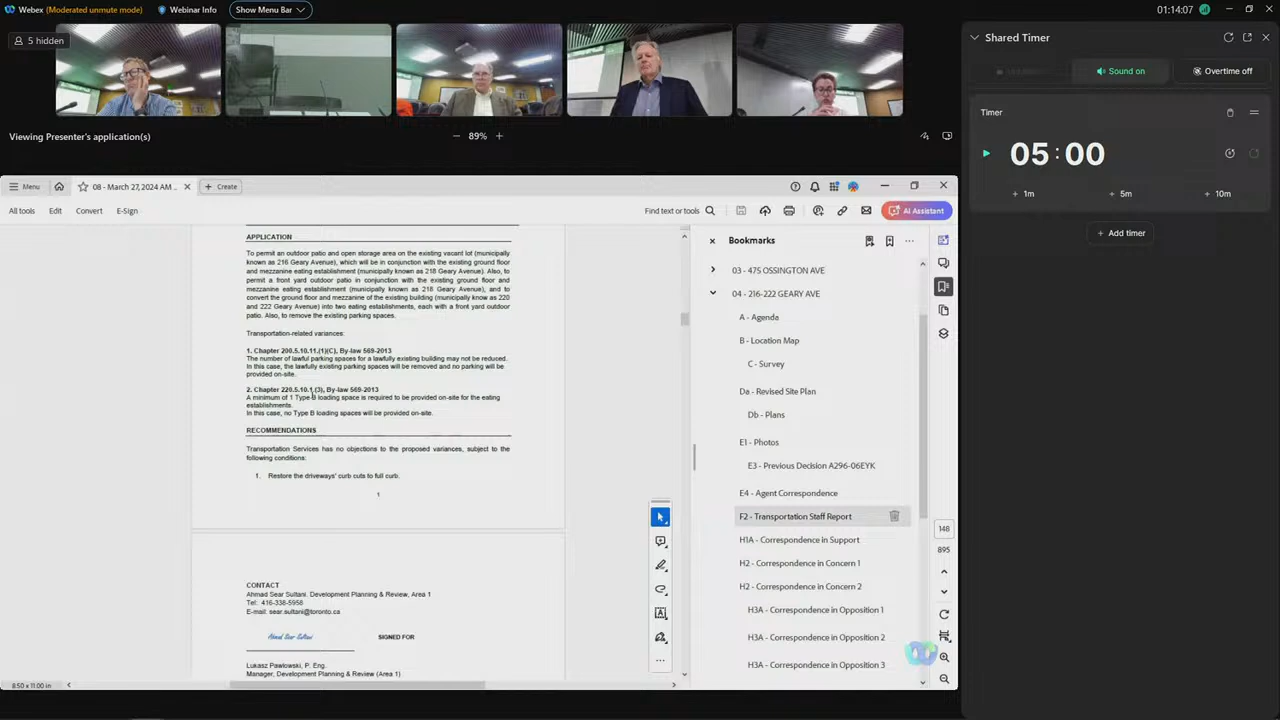 Webex (Moderated unmute mode) Webinar Info Show Menu Bar 01:14:07
5 hidden
Shared Timer
Sound on Overtime off
Timer
05:00
+ 1m + 5m + 10m
+ Add timer
Viewing Presenter's application(s) 89%
Menu 08 - March 27, 2024 AM ... Create
All tools Edit Convert E-Sign Find text or tools AI Assistant
APPLICATION
To permit an outdoor patio and open storage area on the existing vacant lot (municipally
known as 216 Geary Avenue), which will be in conjunction with the existing ground floor
and mezzanine eating establishment (municipally known as 218 Geary Avenue). Also, to
permit a front yard outdoor patio in conjunction with the existing ground floor and
mezzanine eating establishment (municipally known as 218 Geary Avenue), and to
convert the ground floor and mezzanine of the existing building (municipally know as 220
and 222 Geary Avenue) into two eating establishments, each with a front yard outdoor
patio. Also, to remove the existing parking spaces.
Transportation-related variances:
1. Chapter 200.5.10.11.(1)(C), By-law 569-2013
The number of lawful parking spaces for a lawfully existing building may not be reduced.
In this case, the lawfully existing parking spaces will be removed and no parking will be
provided on-site.
2. Chapter 220.5.10.1.(3), By-law 569-2013
A minimum of 1 Type B loading space is required to be provided on-site for the eating
establishments.
In this case, no Type B loading spaces will be provided on-site.
RECOMMENDATIONS
Transportation Services has no objections to the proposed variances, subject to the
following conditions:
1. Restore the driveways' curb cuts to full curb.
1
CONTACT
Ahmad Sear Sultani. Development Planning & Review, Area 1
Tel: 416-338-5958
E-mail: sear.sultani@toronto.ca
Ahmad Sear Sultani SIGNED FOR
Lukasz Pawlowski, P. Eng.
Manager, Development Planning & Review (Area 1)
8.50 x 11.00 in
Bookmarks
03 - 475 OSSINGTON AVE
04 - 216-222 GEARY AVE
A - Agenda
B - Location Map
C - Survey
Da - Revised Site Plan
Db - Plans
E1 - Photos
E3 - Previous Decision A296-06EYK
E4 - Agent Correspondence
F2 - Transportation Staff Report
H1A - Correspondence in Support
H2 - Correspondence in Concern 1
H2 - Correspondence in Concern 2
H3A - Correspondence in Opposition 1
H3A - Correspondence in Opposition 2
H3A - Correspondence in Opposition 3
148
895